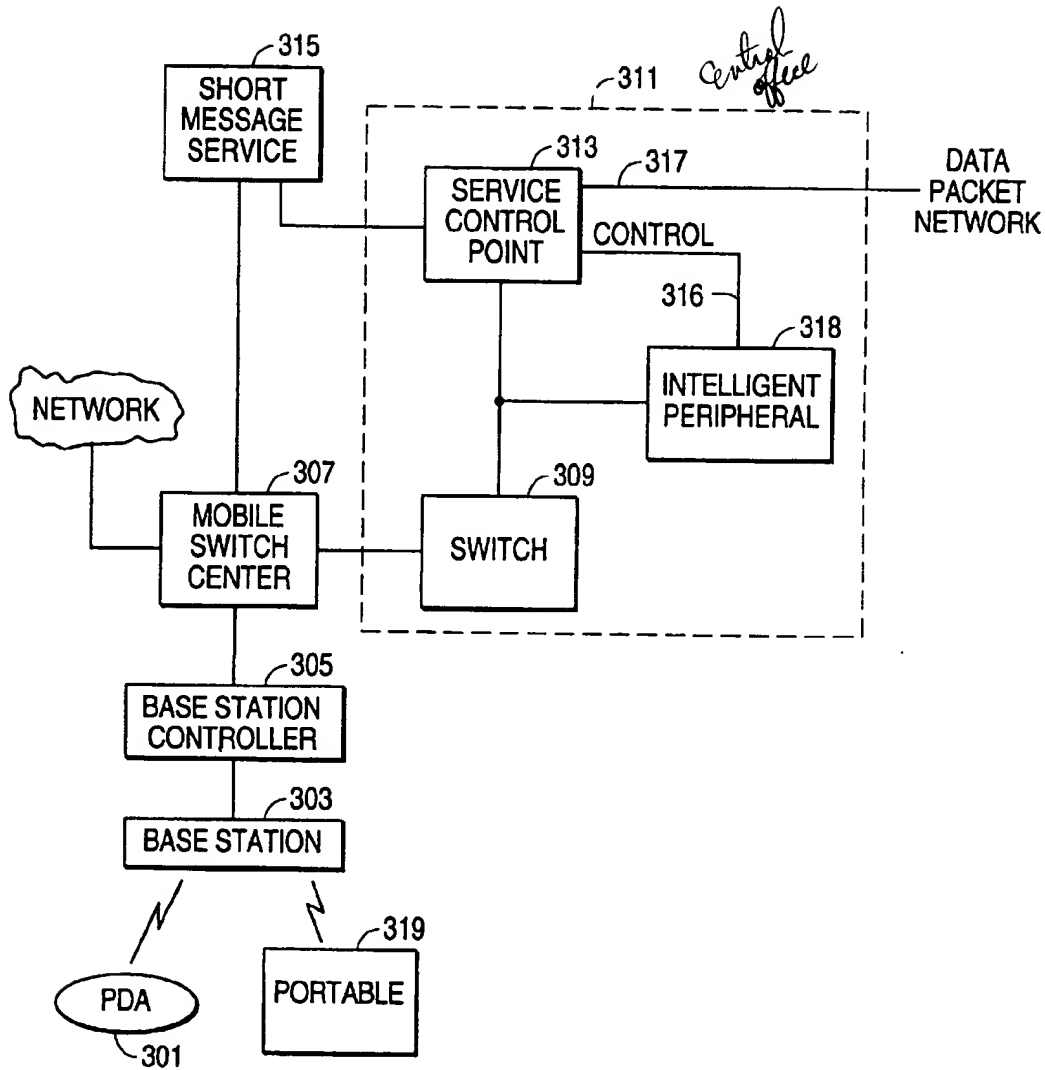 315
SHORT
MESSAGE
SERVICE
311
Central
office
313
SERVICE
CONTROL
POINT
317
DATA
PACKET
NETWORK
CONTROL
316
318
INTELLIGENT
PERIPHERAL
NETWORK
307
MOBILE
SWITCH
CENTER
309
SWITCH
305
BASE STATION
CONTROLLER
303
BASE STATION
319
PORTABLE
PDA
301